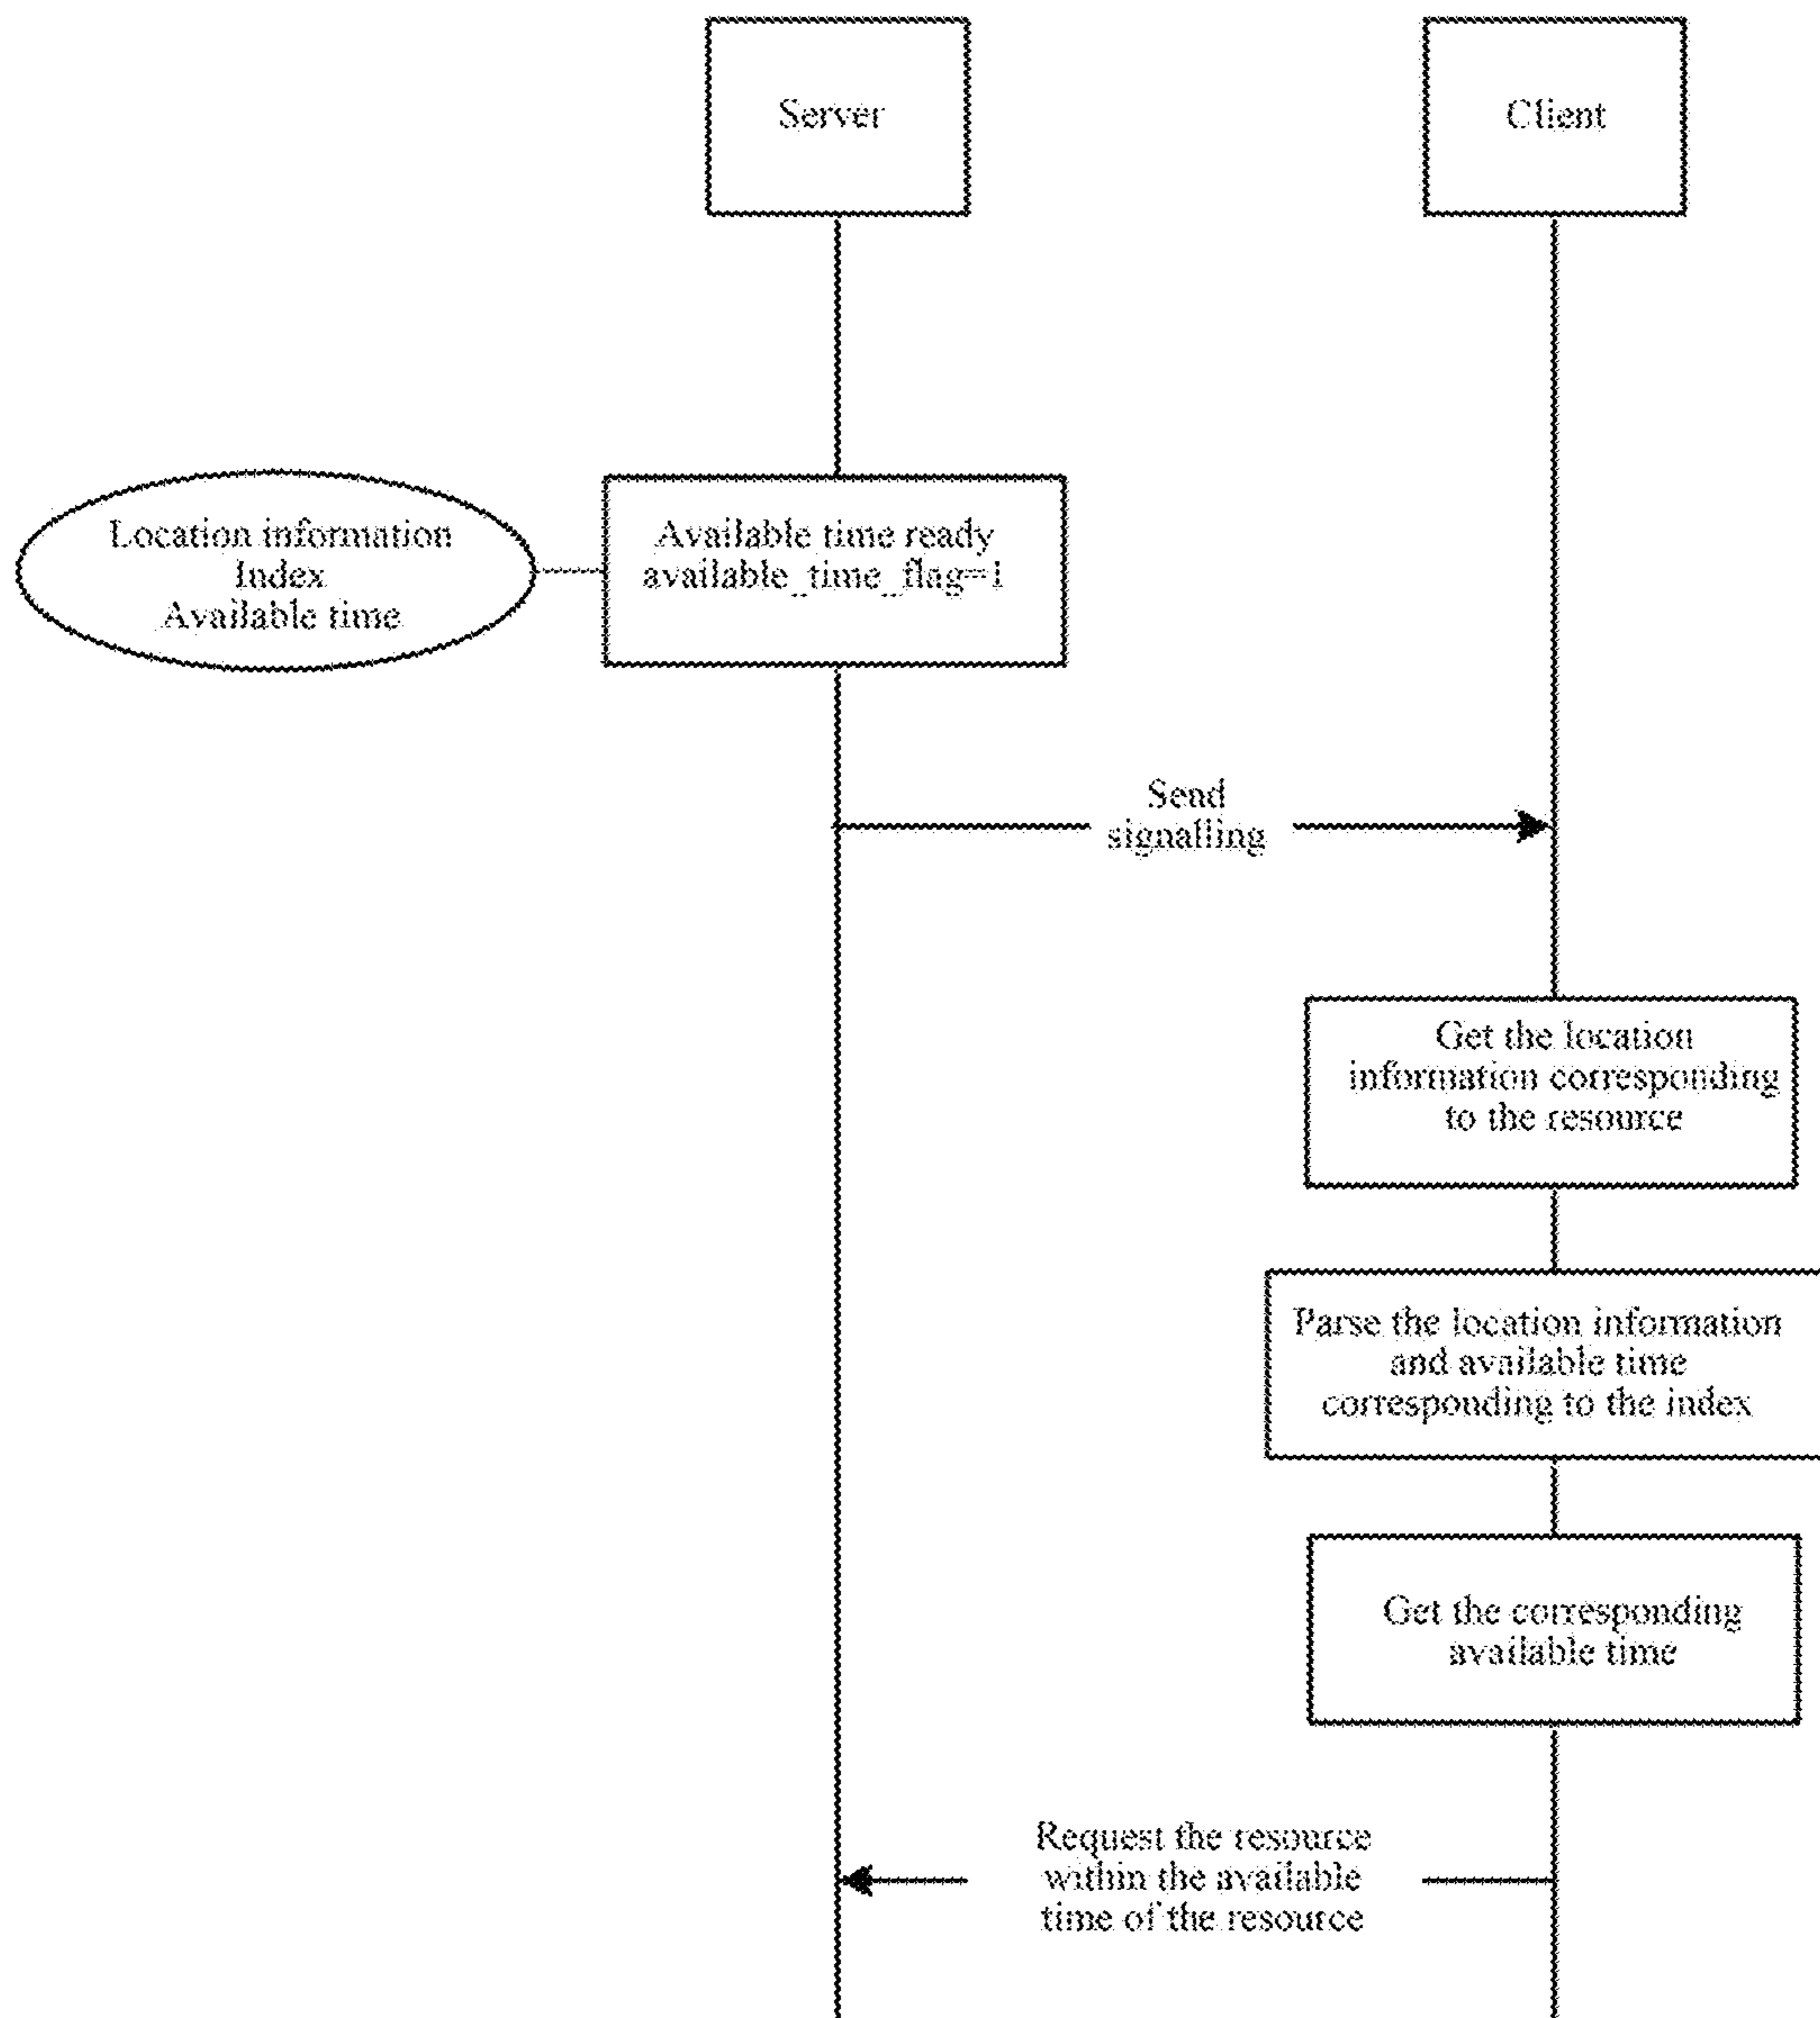 Server
Client
Location information
Index
Available time
Available time ready
available_time_flag=1
Send
signalling
Get the location
information corresponding
to the resource
Parse the location information
and available time
corresponding to the index
Get the corresponding
available time
Request the resource
within the available
time of the resource